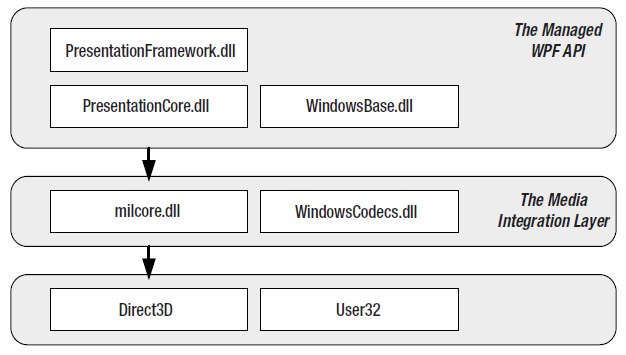 The Managed
WPF API
PresentationFramework.dll
PresentationCore.dll
WindowsBase.dll
milcore.dll
WindowsCodecs.dll
The Media
Integration Layer
Direct3D
User32